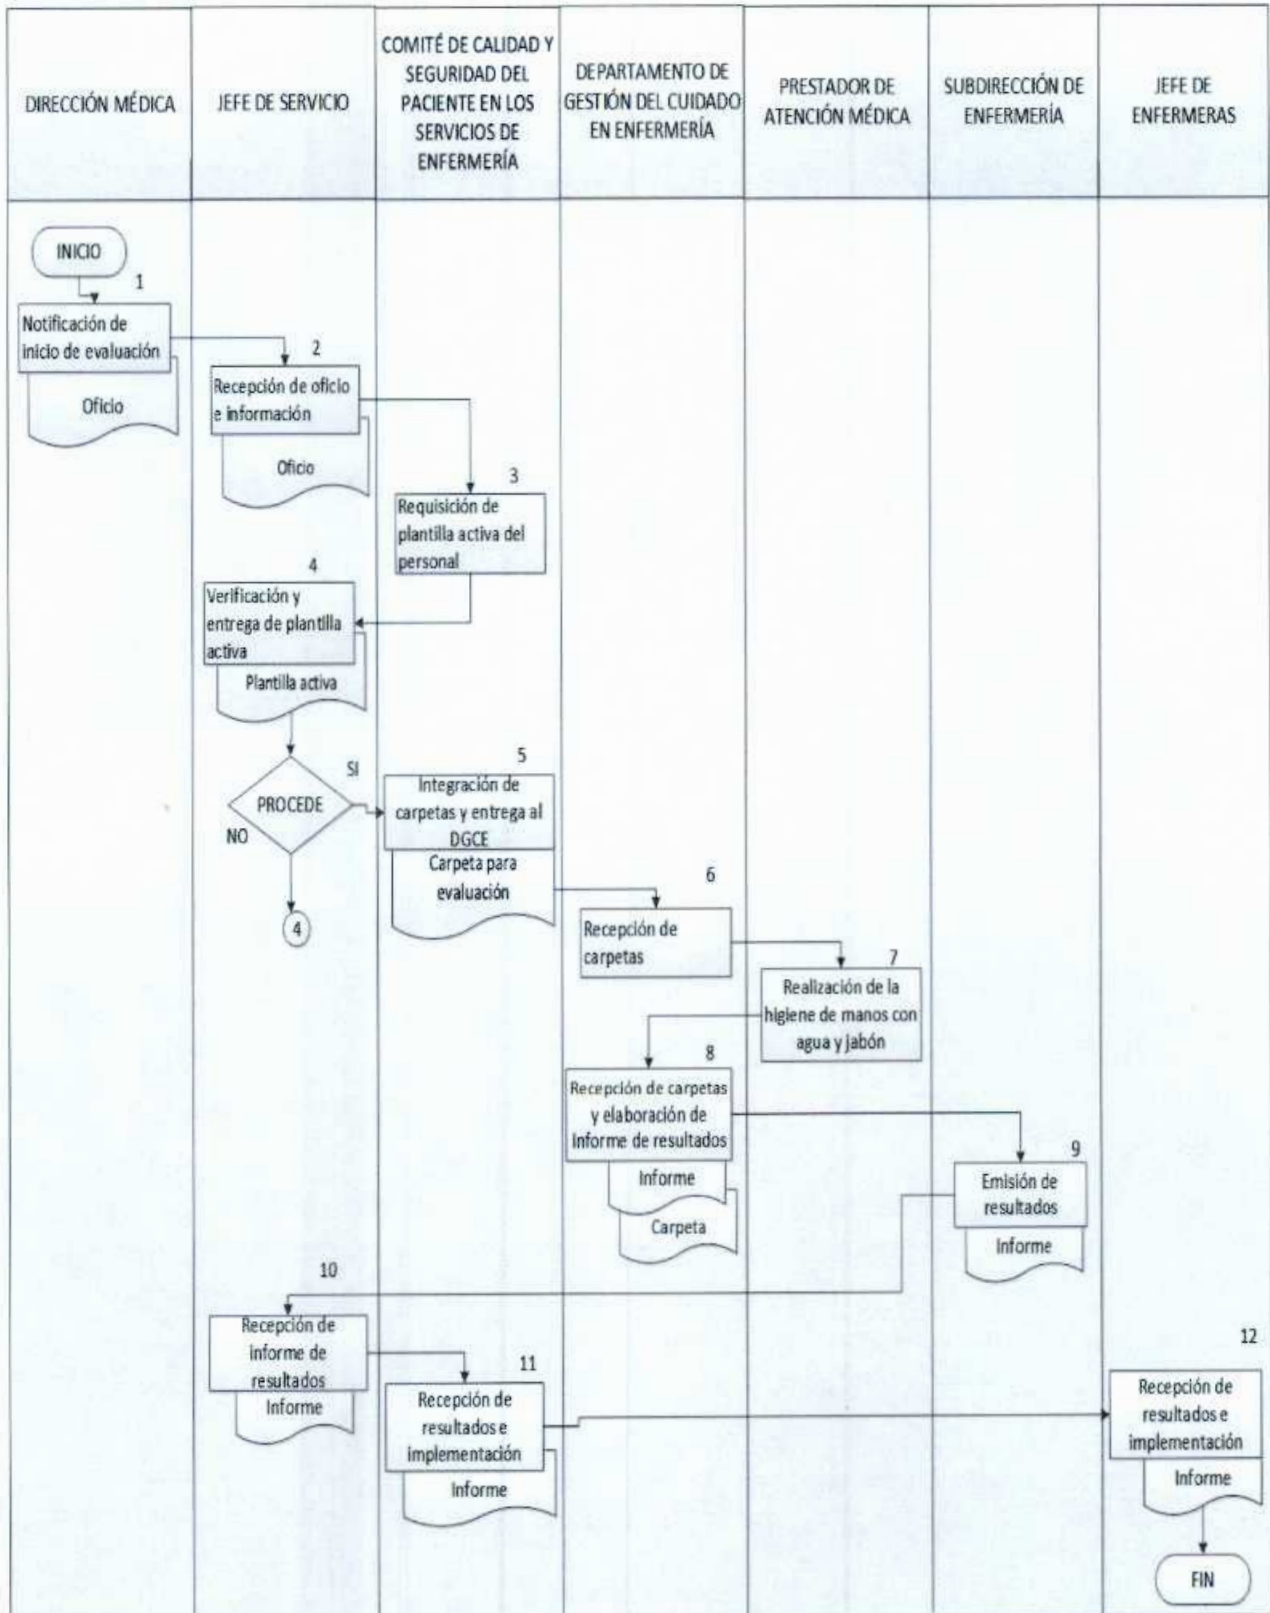 DIRECCIÓN MÉDICA
JEFE DE SERVICIO
COMITÉ DE CALIDAD Y
SEGURIDAD DEL
PACIENTE EN LOS
SERVICIOS DE
ENFERMERÍA
DEPARTAMENTO DE
GESTIÓN DEL CUIDADO
EN ENFERMERÍA
PRESTADOR DE
ATENCIÓN MÉDICA
SUBDIRECCIÓN DE
ENFERMERÍA
JEFE DE
ENFERMERAS
INICIO
1
Notificación de
inicio de evaluación
Oficio
2
Recepción de oficio
e información
Oficio
3
Requisición de
plantilla activa del
personal
4
Verificación y
entrega de plantilla
activa
Plantilla activa
PROCEDE
SI
NO
4
5
Integración de
carpetas y entrega al
DGCE
Carpeta para
evaluación
6
Recepción de
carpetas
7
Realización de la
higiene de manos con
agua y jabón
8
Recepción de carpetas
y elaboración de
informe de resultados
Informe
Carpeta
9
Emisión de
resultados
Informe
10
Recepción de
informe de
resultados
Informe
11
Recepción de
resultados e
implementación
Informe
12
Recepción de
resultados e
implementación
Informe
FIN